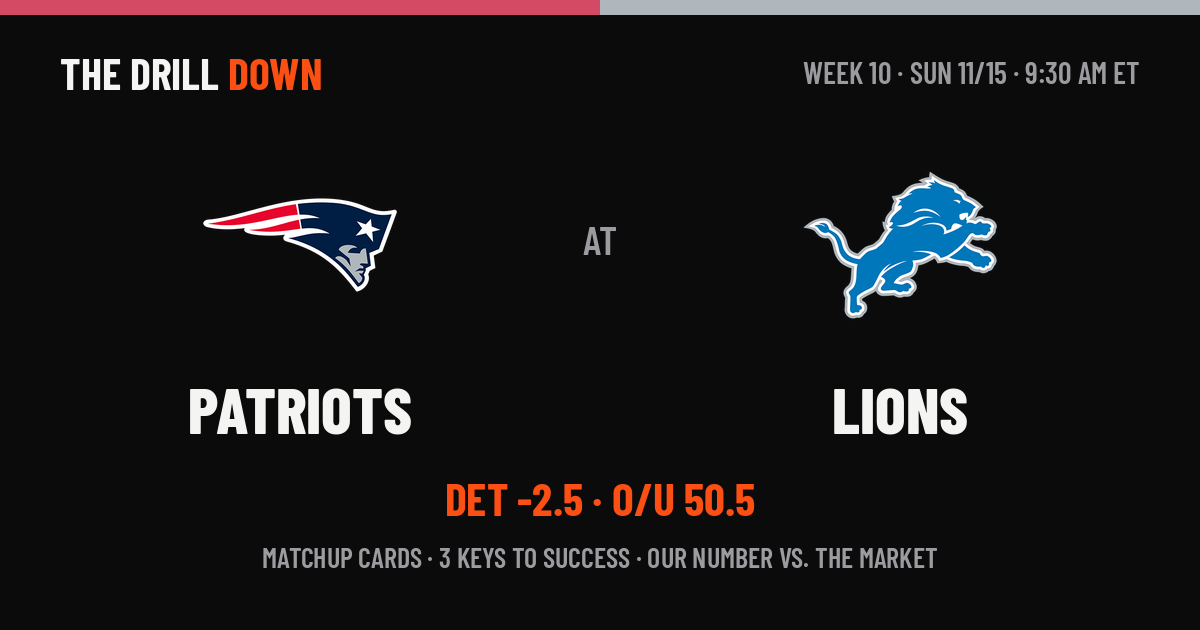 THE DRILL DOWN
WEEK 10 · SUN 11/15 · 9:30 AM ET
AT
PATRIOTS
LIONS
DET -2.5 · O/U 50.5
MATCHUP CARDS · 3 KEYS TO SUCCESS · OUR NUMBER VS. THE MARKET